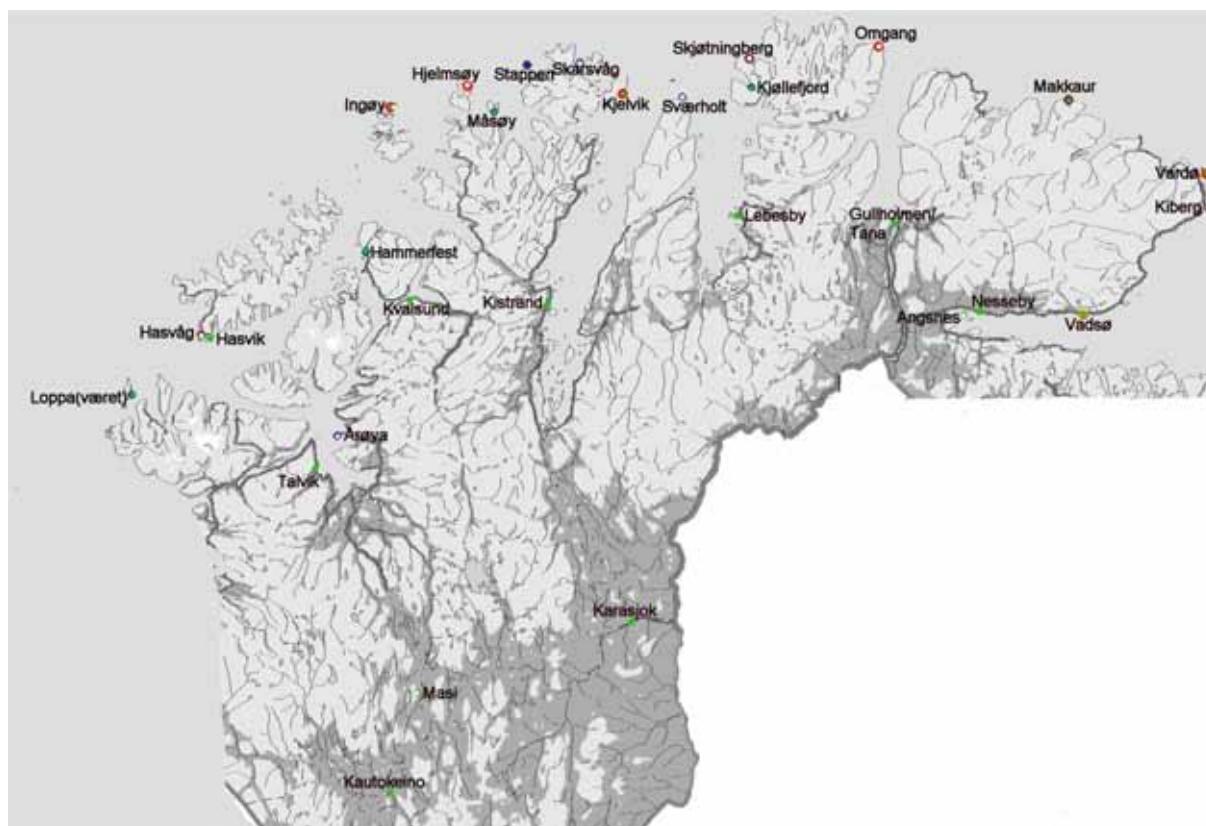 Omgang
Skjøtningberg
Skarsvåg
Stappen
Hjelmsøy
Kjøllefjord
Kjelvik
Sværholt
Makkaur
Ingøy
Måsøy
Vardø
Kiberg
Lebesby
Gullholmen/
Tana
Hammerfest
Kvalsund
Kistrand
Nesseby
Angsnes
Vadsø
Hasvåg
Hasvik
Loppa(været)
Årøya
Talvik
Karasjok
Masi
Kautokeino